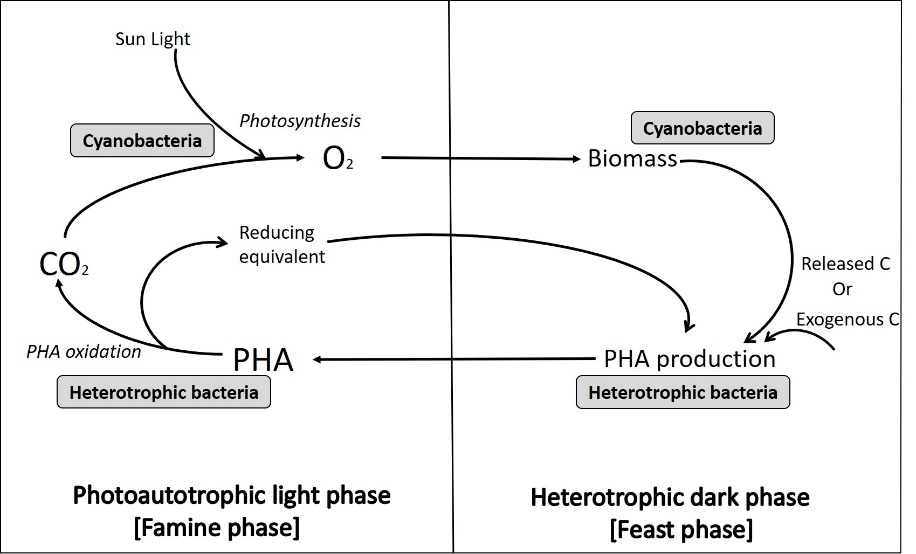 Sun Light
Photosynthesis
Cyanobacteria
O₂
CO₂
Reducing
equivalent
PHA oxidation
PHA
Heterotrophic bacteria
Photoautotrophic light phase
[Famine phase]
Cyanobacteria
Biomass
Released C
Or
Exogenous C
PHA production
Heterotrophic bacteria
Heterotrophic dark phase
[Feast phase]